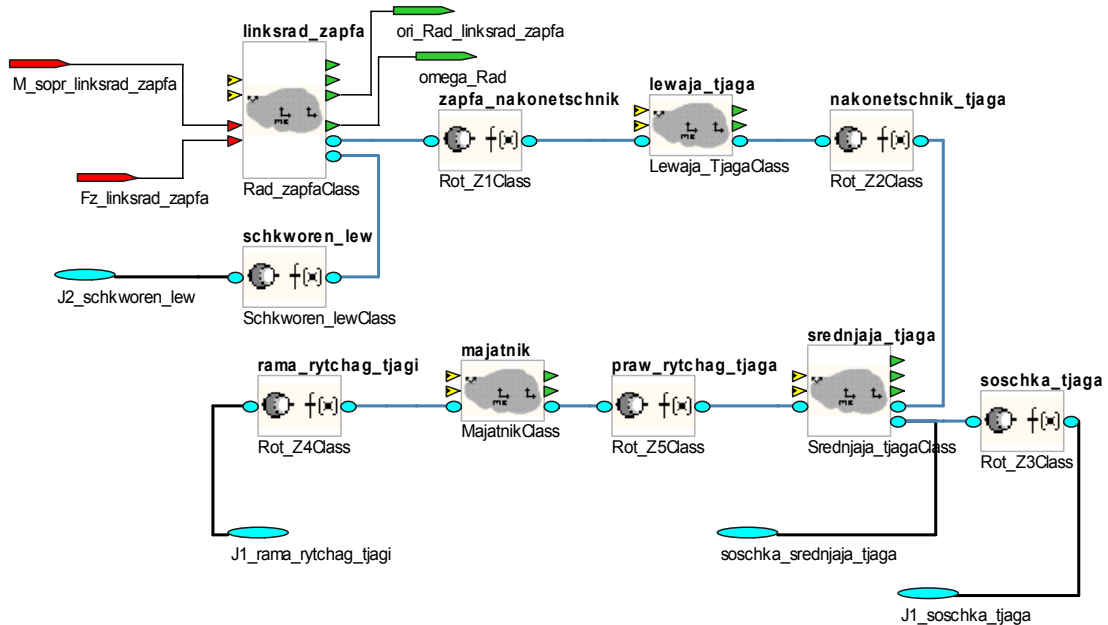 linksrad_zapfa
ori_Rad_linksrad_zapfa
M_sopr_linksrad_zapfa
omega_Rad
zapfa_nakonetschnik
lewaja_tjaga
nakonetschnik_tjaga
Fz_linksrad_zapfa
Rad_zapfaClass
Rot_Z1Class
Lewaja_TjagaClass
Rot_Z2Class
schkworen_lew
J2_schkworen_lew
Schkworen_lewClass
rama_rytchag_tjagi
majatnik
praw_rytchag_tjaga
srednjaja_tjaga
soschka_tjaga
Rot_Z4Class
MajatnikClass
Rot_Z5Class
Srednjaja_tjagaClass
Rot_Z3Class
J1_rama_rytchag_tjagi
soschka_srednjaja_tjaga
J1_soschka_tjaga